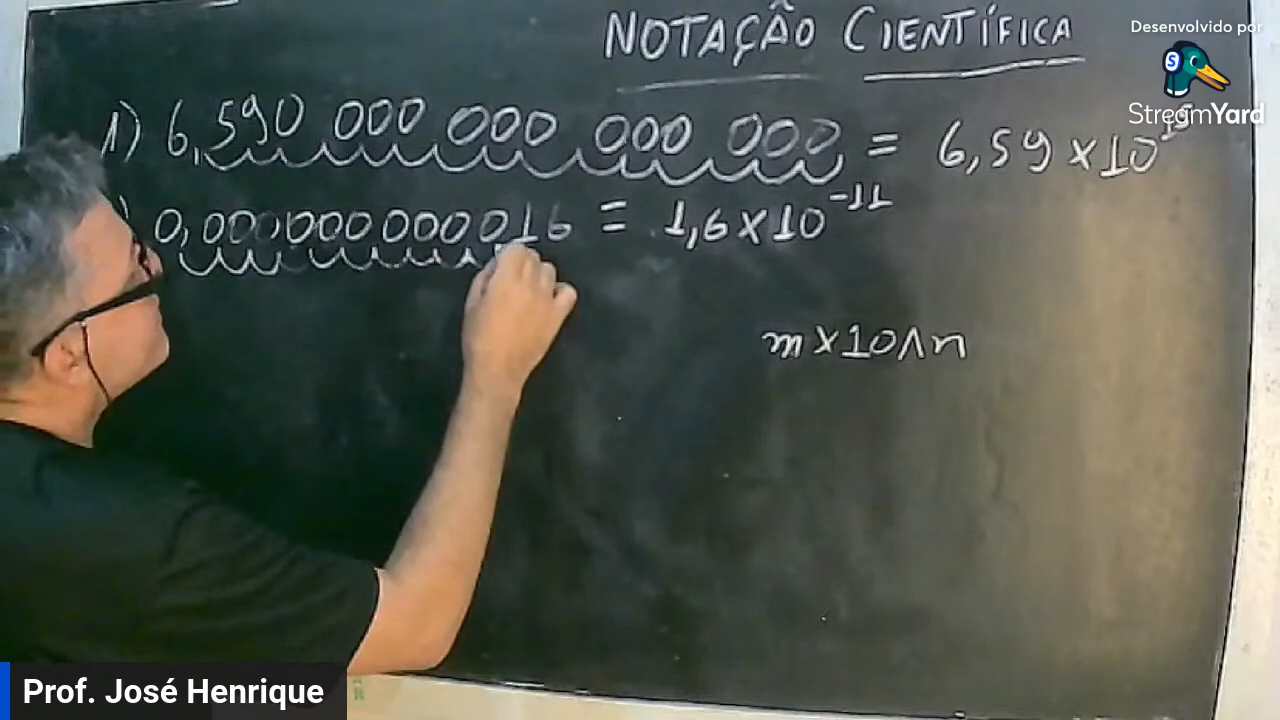 NOTAÇÃO CIENTÍFICA
Desenvolvido por
StreamYard
1) 6,590 000 000 000 000 = 6,59 x 10
) 0,000000000016 = 1,6 x 10^-11
m x 10 ^ n
Prof. José Henrique